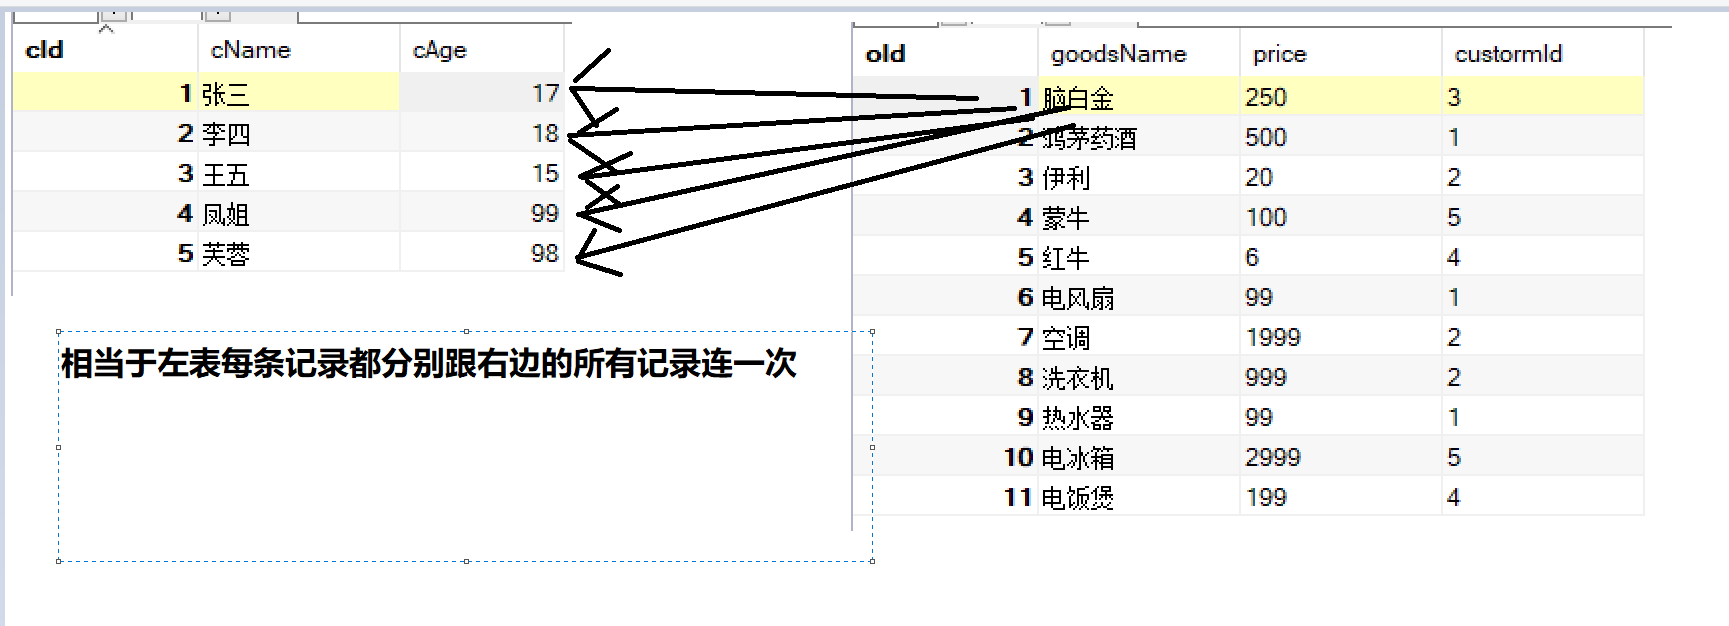 cId cName cAge
1 张三 17
2 李四 18
3 王五 15
4 凤姐 99
5 芙蓉 98
oId goodsName price custormId
1 脑白金 250 3
2 鸿茅药酒 500 1
3 伊利 20 2
4 蒙牛 100 5
5 红牛 6 4
6 电风扇 99 1
7 空调 1999 2
8 洗衣机 999 2
9 热水器 99 1
10 电冰箱 2999 5
11 电饭煲 199 4
相当于左表每条记录都分别跟右边的所有记录连一次